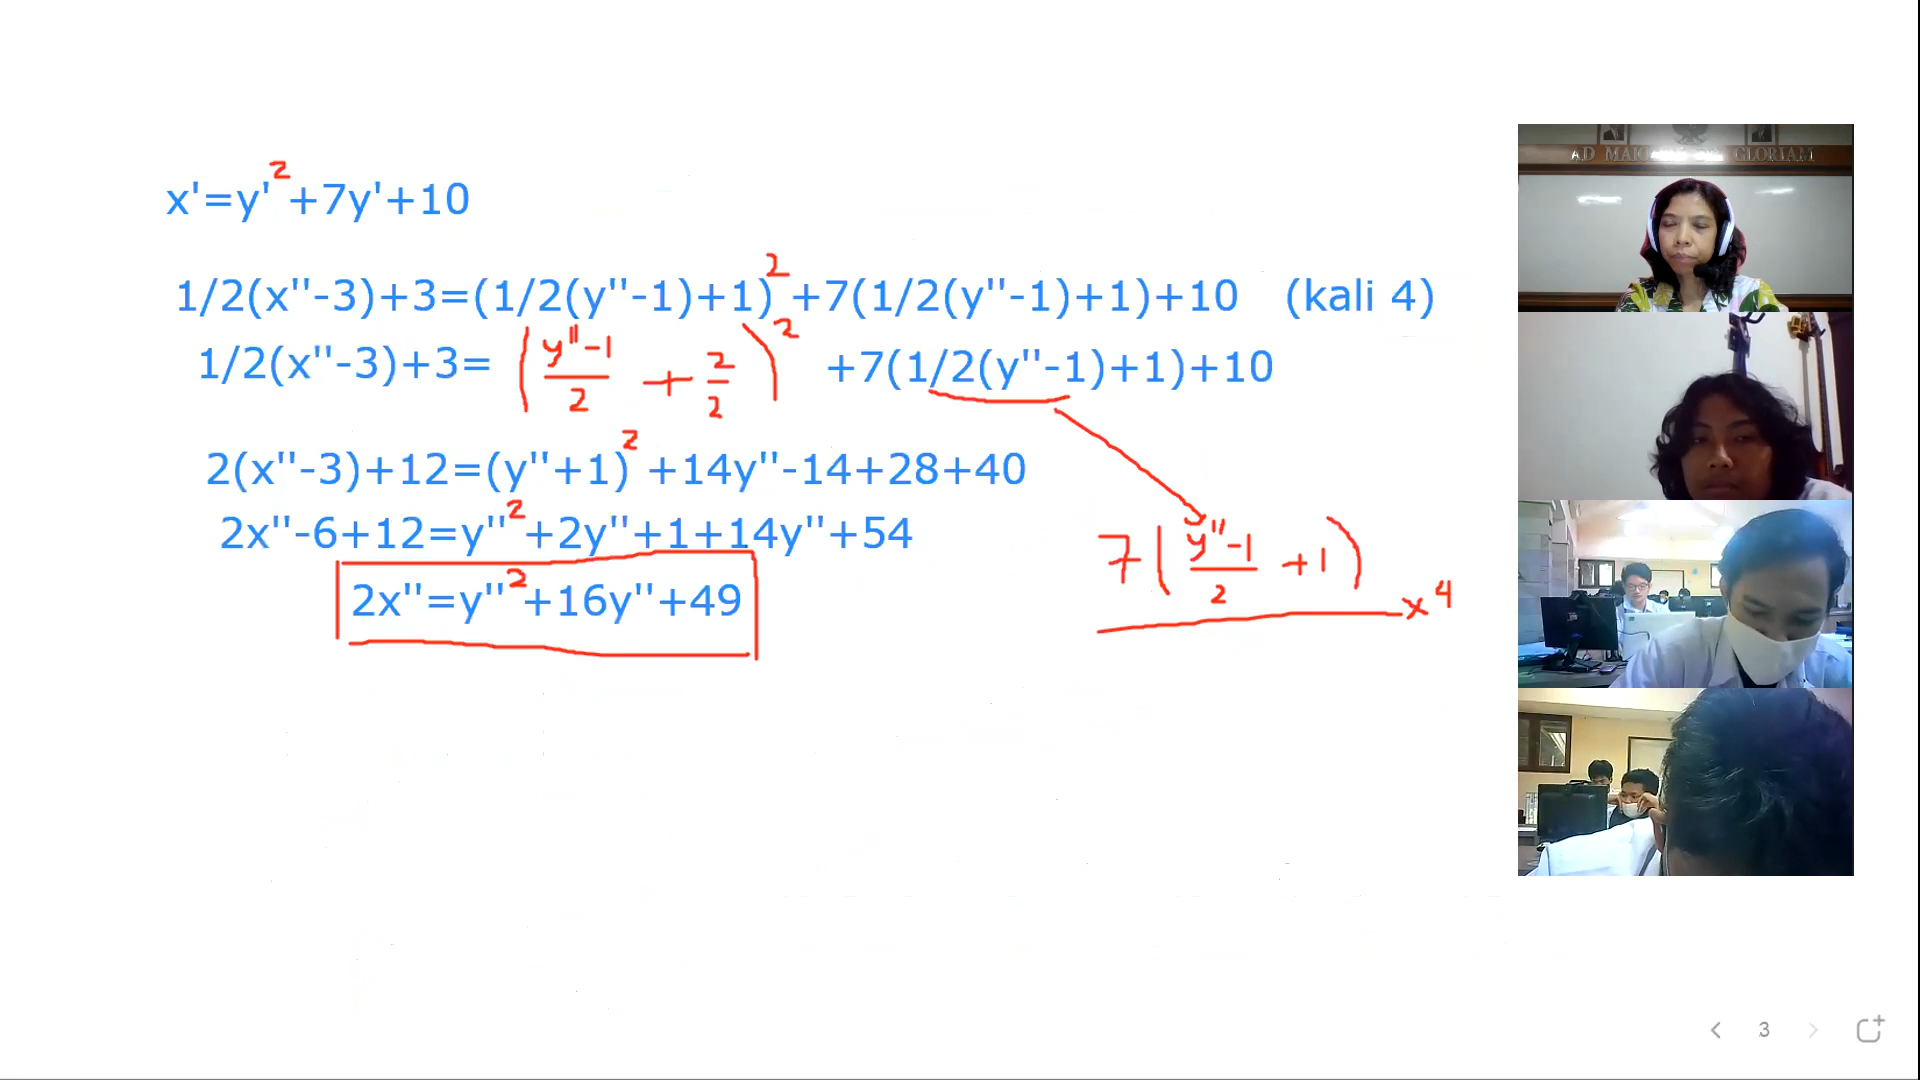 x'=y'²+7y'+10
1/2(x''-3)+3=(1/2(y''-1)+1)²+7(1/2(y''-1)+1)+10 (kali 4)
1/2(x''-3)+3= (y''-1/2 + 2/2)² +7(1/2(y''-1)+1)+10
2(x''-3)+12=(y''+1)²+14y''-14+28+40
2x''-6+12=y''²+2y''+1+14y''+54
2x''=y''²+16y''+49
7(y''-1/2 +1)
x4
AD GLORIAM
3